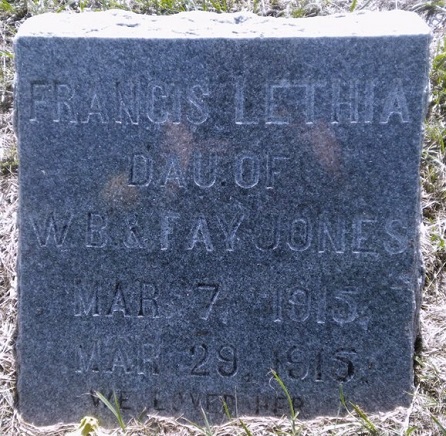 FRANCIS LETHIA
DAU. OF
W.B. & FAY JONES
MAR. 7, 1915.
MAR. 29, 1915.
WE LOVED HER